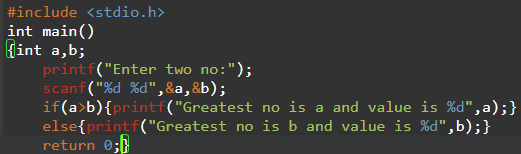 #include <stdio.h>
int main()
{int a,b;
printf("Enter two no:");
scanf("%d %d",&a,&b);
if(a>b){printf("Greatest no is a and value is %d",a);}
else{printf("Greatest no is b and value is %d",b);}
return 0;}